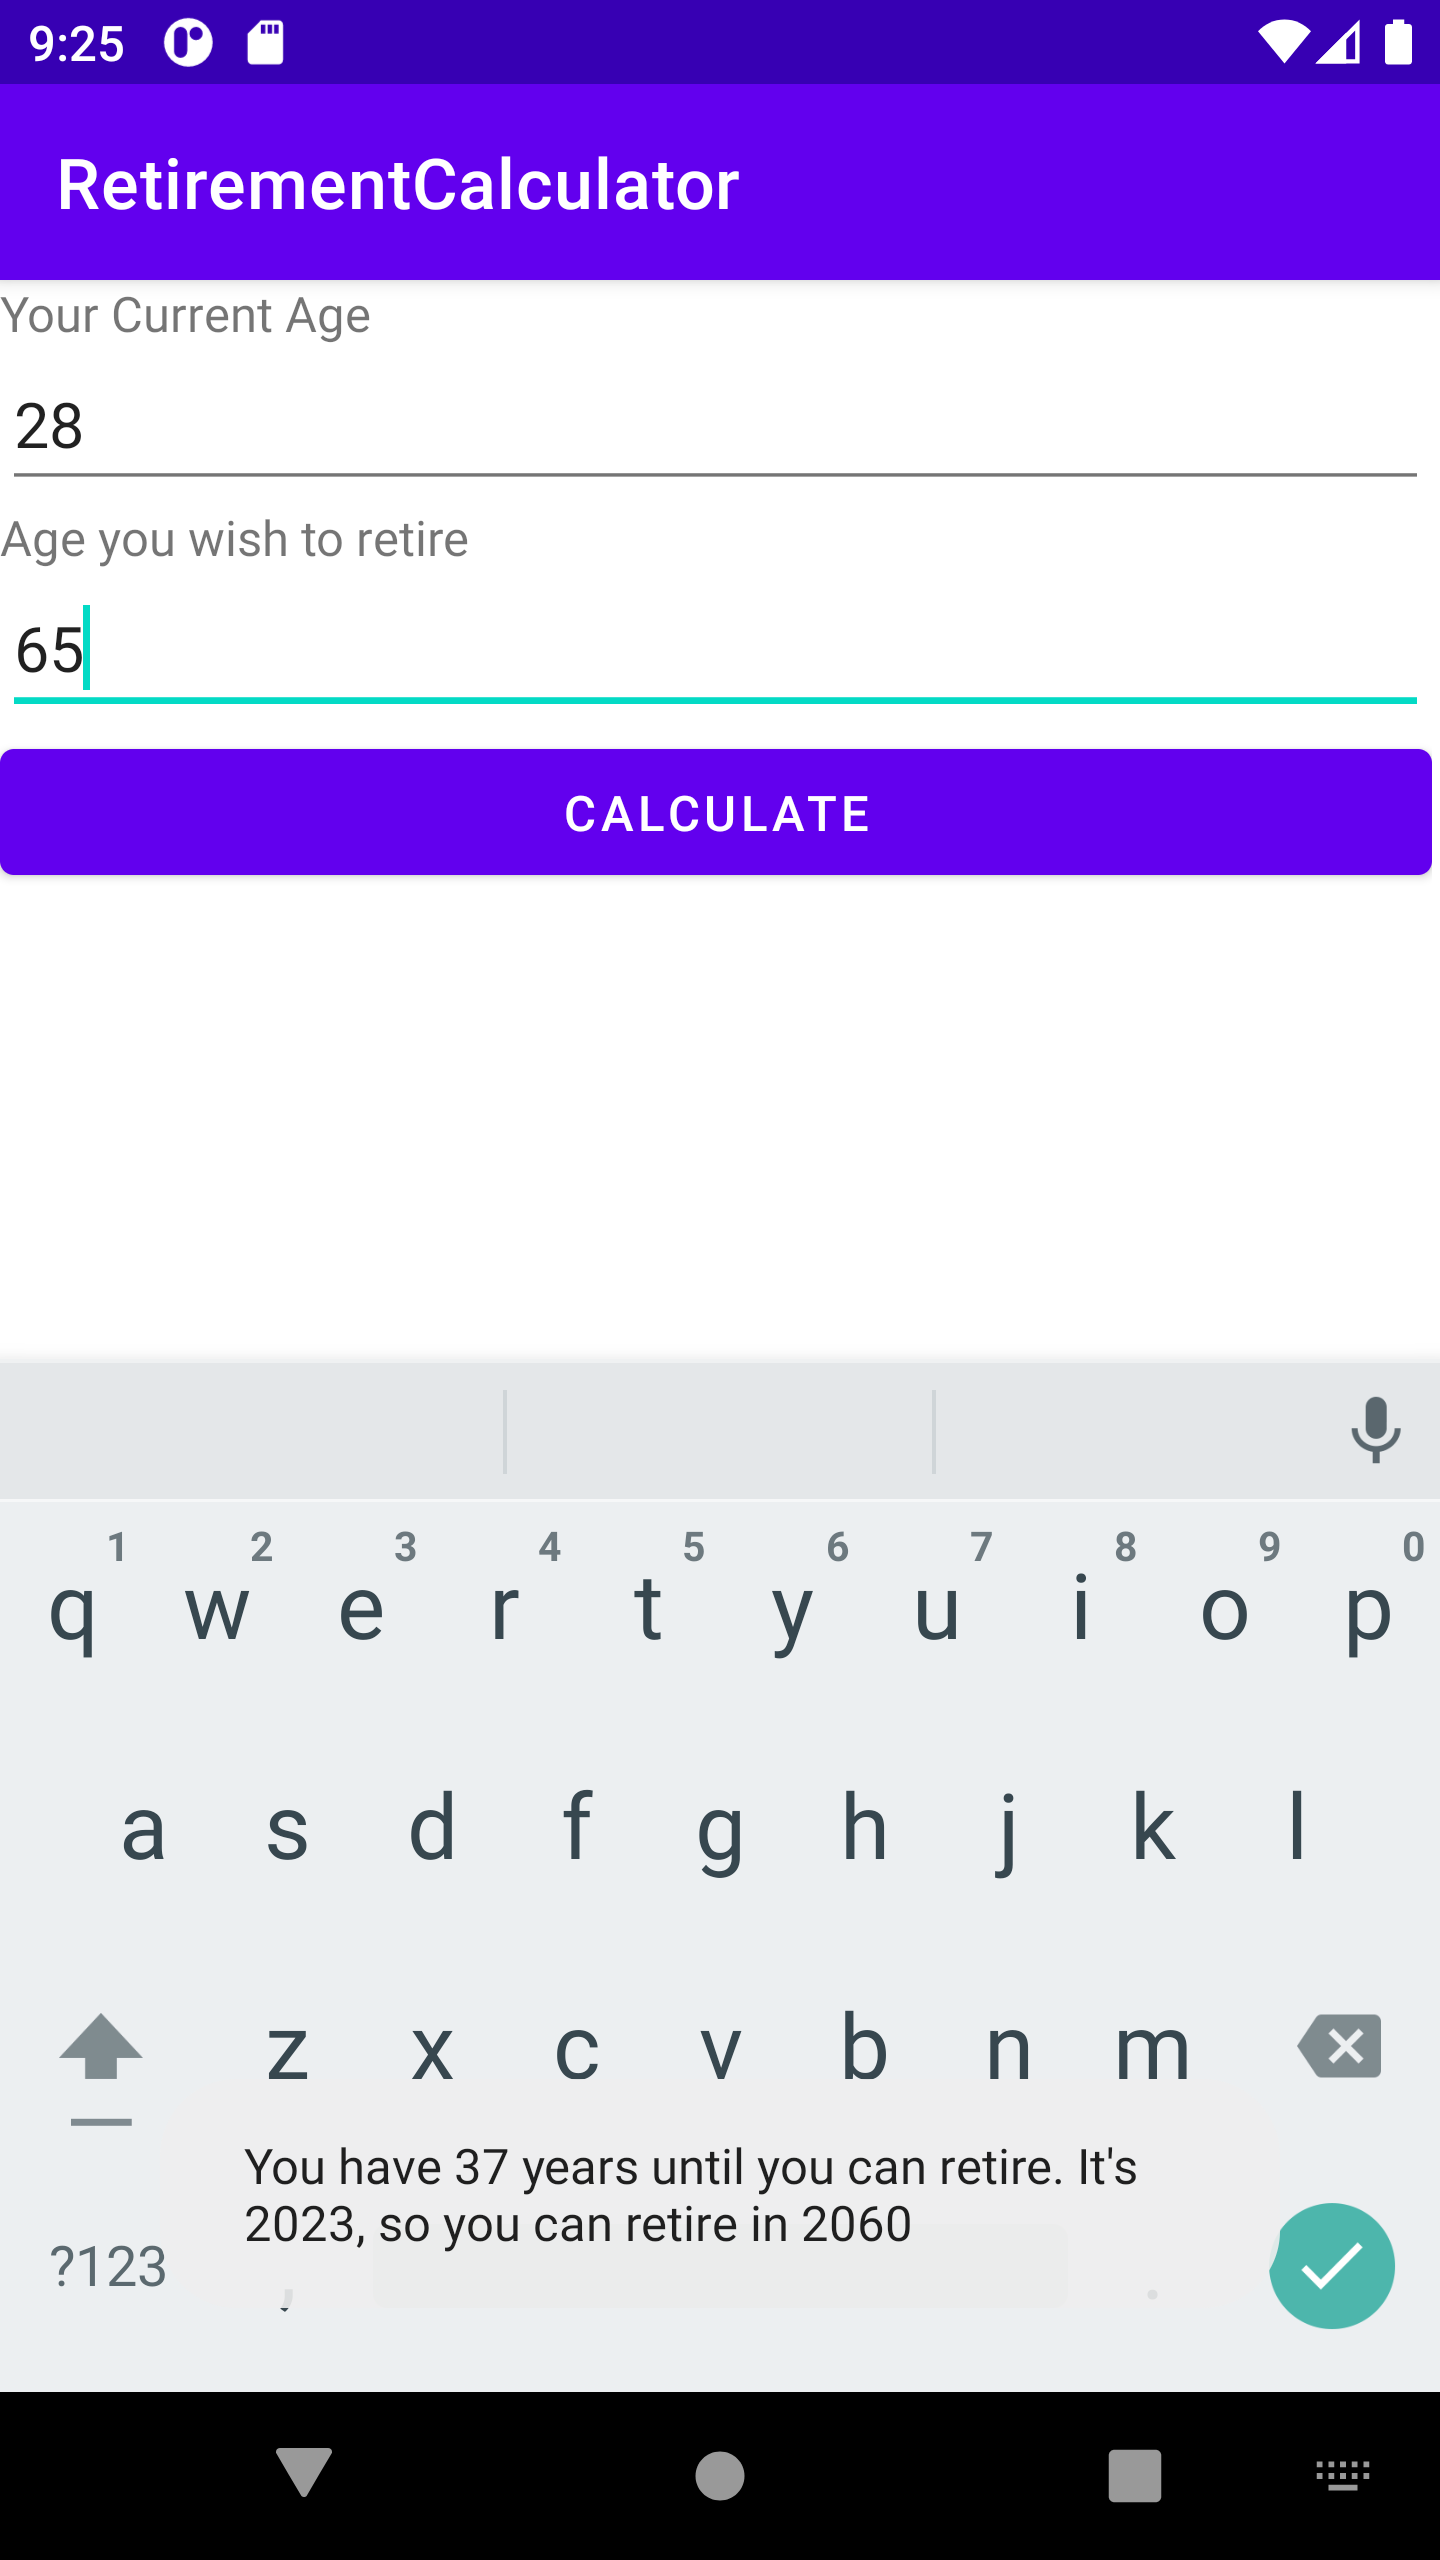 9:25
RetirementCalculator
Your Current Age
28
Age you wish to retire
65
CALCULATE
1 2 3 4 5 6 7 8 9 0
q w e r t y u i o p
a s d f g h j k l
z x c v b n m
You have 37 years until you can retire. It's
2023, so you can retire in 2060
?123 , .